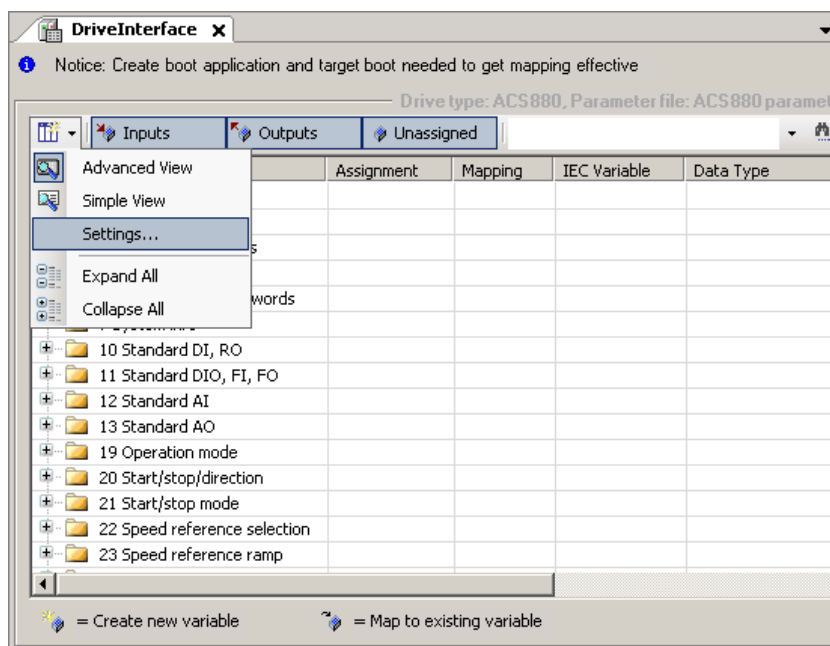 DriveInterface
Notice: Create boot application and target boot needed to get mapping effective
Drive type: ACS880, Parameter file: ACS880 paramet
Inputs Outputs Unassigned
Assignment Mapping IEC Variable Data Type
Advanced View
Simple View
Settings...
Expand All
Collapse All
words
10 Standard DI, RO
11 Standard DIO, FI, FO
12 Standard AI
13 Standard AO
19 Operation mode
20 Start/stop/direction
21 Start/stop mode
22 Speed reference selection
23 Speed reference ramp
= Create new variable = Map to existing variable